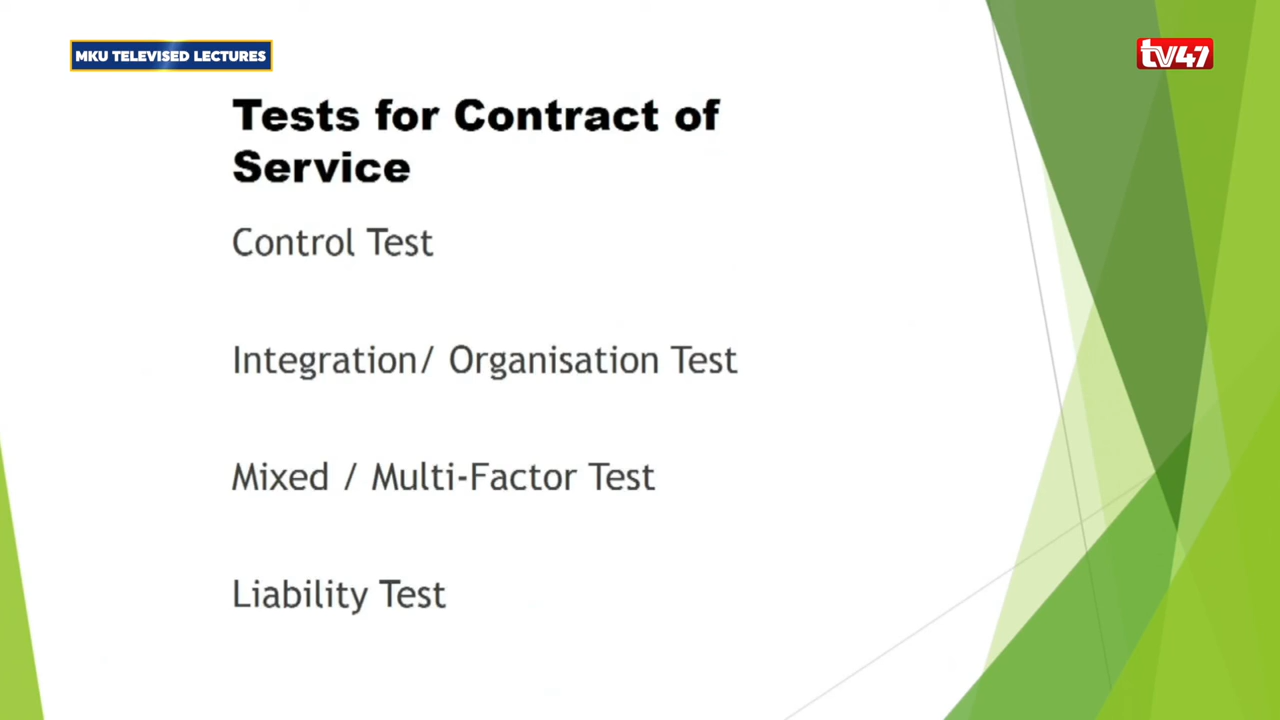 MKU TELEVISED LECTURES
tv47
Tests for Contract of
Service
Control Test
Integration/ Organisation Test
Mixed / Multi-Factor Test
Liability Test